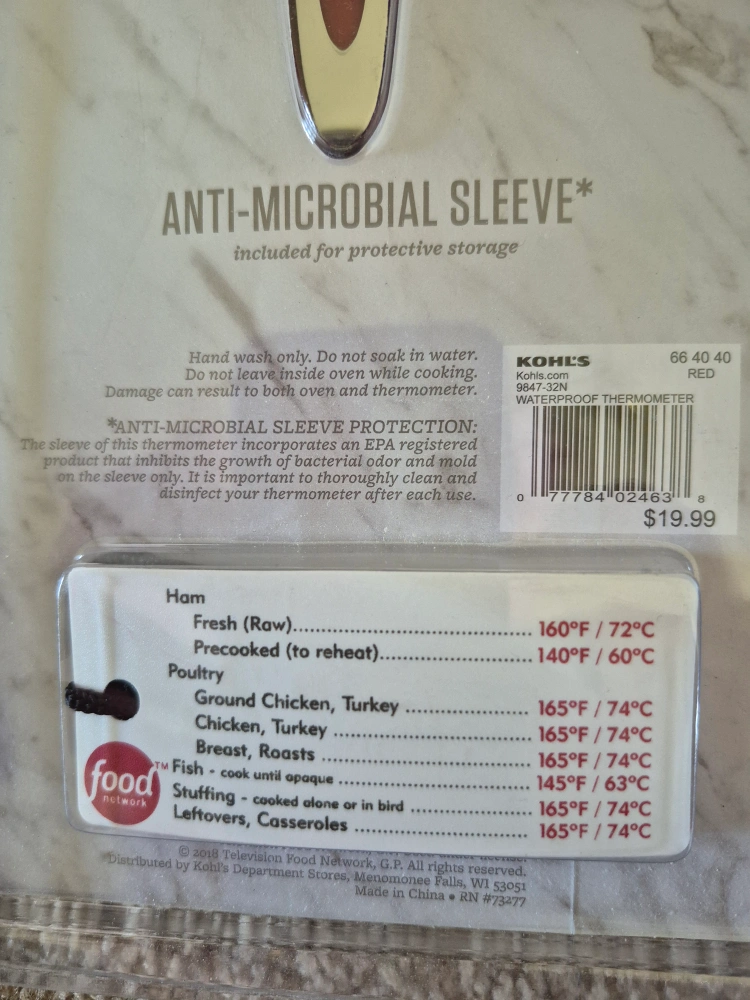 ANTI-MICROBIAL SLEEVE*
included for protective storage
Hand wash only. Do not soak in water.
Do not leave inside oven while cooking.
Damage can result to both oven and thermometer.
*ANTI-MICROBIAL SLEEVE PROTECTION:
The sleeve of this thermometer incorporates an EPA registered
product that inhibits the growth of bacterial odor and mold
on the sleeve only. It is important to thoroughly clean and
disinfect your thermometer after each use.
KOHL'S 66 40 40
Kohls.com RED
9847-32N
WATERPROOF THERMOMETER
0 77784 02463 8
$19.99
Ham
Fresh (Raw)........................................ 160°F / 72°C
Precooked (to reheat)......................... 140°F / 60°C
Poultry
Ground Chicken, Turkey ..................... 165°F / 74°C
Chicken, Turkey ................................. 165°F / 74°C
Breast, Roasts ................................... 165°F / 74°C
Fish - cook until opaque ................................ 145°F / 63°C
Stuffing - cooked alone or in bird .................... 165°F / 74°C
Leftovers, Casseroles ............................. 165°F / 74°C
food
network™
under license.
© 2018 Television Food Network, G.P. All rights reserved.
Distributed by Kohl's Department Stores, Menomonee Falls, WI 53051
Made in China • RN #73277